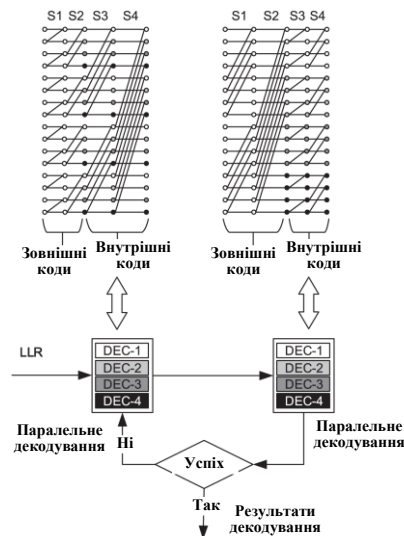 S1 S2 S3 S4
S1 S2 S3 S4
Зовнішні
коди
Внутрішні
коди
Зовнішні
коди
Внутрішні
коди
LLR
DEC-1
DEC-2
DEC-3
DEC-4
DEC-1
DEC-2
DEC-3
DEC-4
Паралельне
декодування
Ні
Успіх
Паралельне
декодування
Так
Результати
декодування